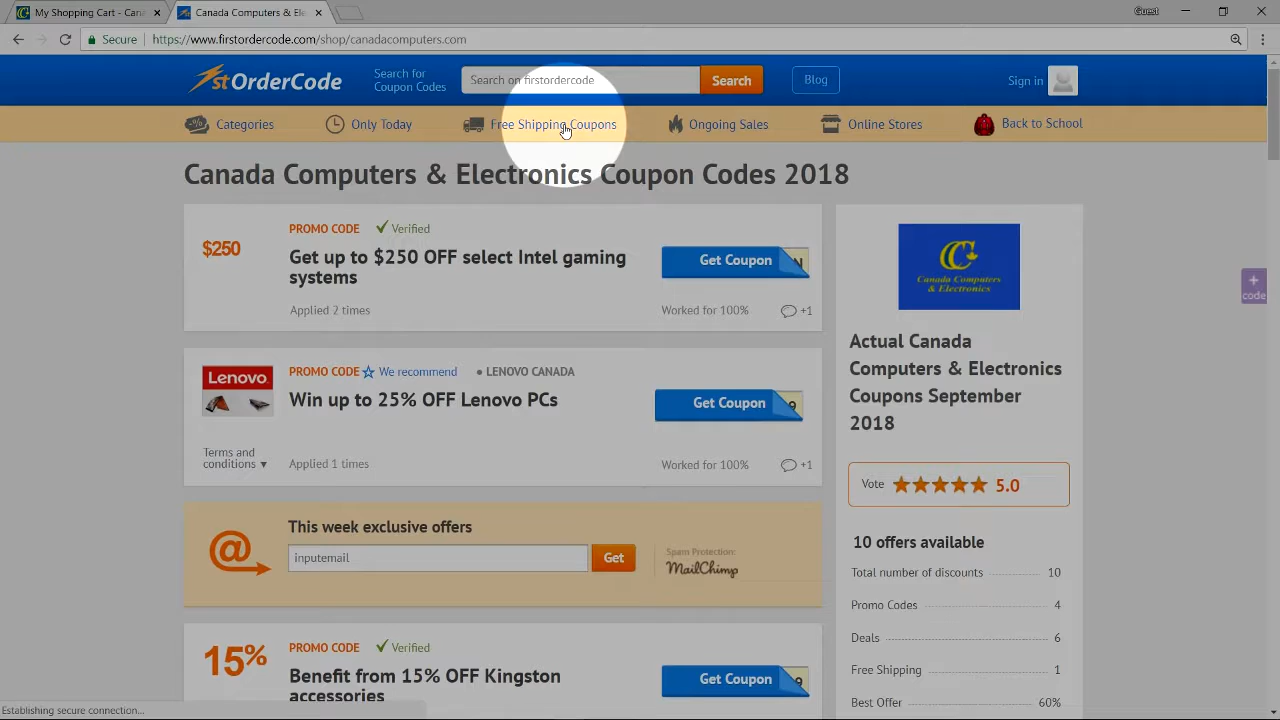 My Shopping Cart - Cana
Canada Computers & Ele
Guest
Secure
https://www.firstordercode.com/shop/canadacomputers.com
1stOrderCode
Search for
Coupon Codes
Search on firstordercode
Search
Blog
Sign in
Categories
Only Today
Free Shipping Coupons
Ongoing Sales
Online Stores
Back to School
Canada Computers & Electronics Coupon Codes 2018
$250
PROMO CODE
Verified
Get up to $250 OFF select Intel gaming
systems
Get Coupon
N
Applied 2 times
Worked for 100%
+1
Lenovo
PROMO CODE
We recommend
• LENOVO CANADA
Win up to 25% OFF Lenovo PCs
Get Coupon
9
Terms and
conditions ▼
Applied 1 times
Worked for 100%
+1
This week exclusive offers
@
inputemail
Get
Spam Protection:
MailChimp
15%
PROMO CODE
Verified
Benefit from 15% OFF Kingston
accessories
Get Coupon
9
CC
Canada Computers
& Electronics
Actual Canada
Computers & Electronics
Coupons September
2018
Vote
5.0
10 offers available
Total number of discounts 10
Promo Codes 4
Deals 6
Free Shipping 1
Best Offer 60%
+
code
Establishing secure connection...